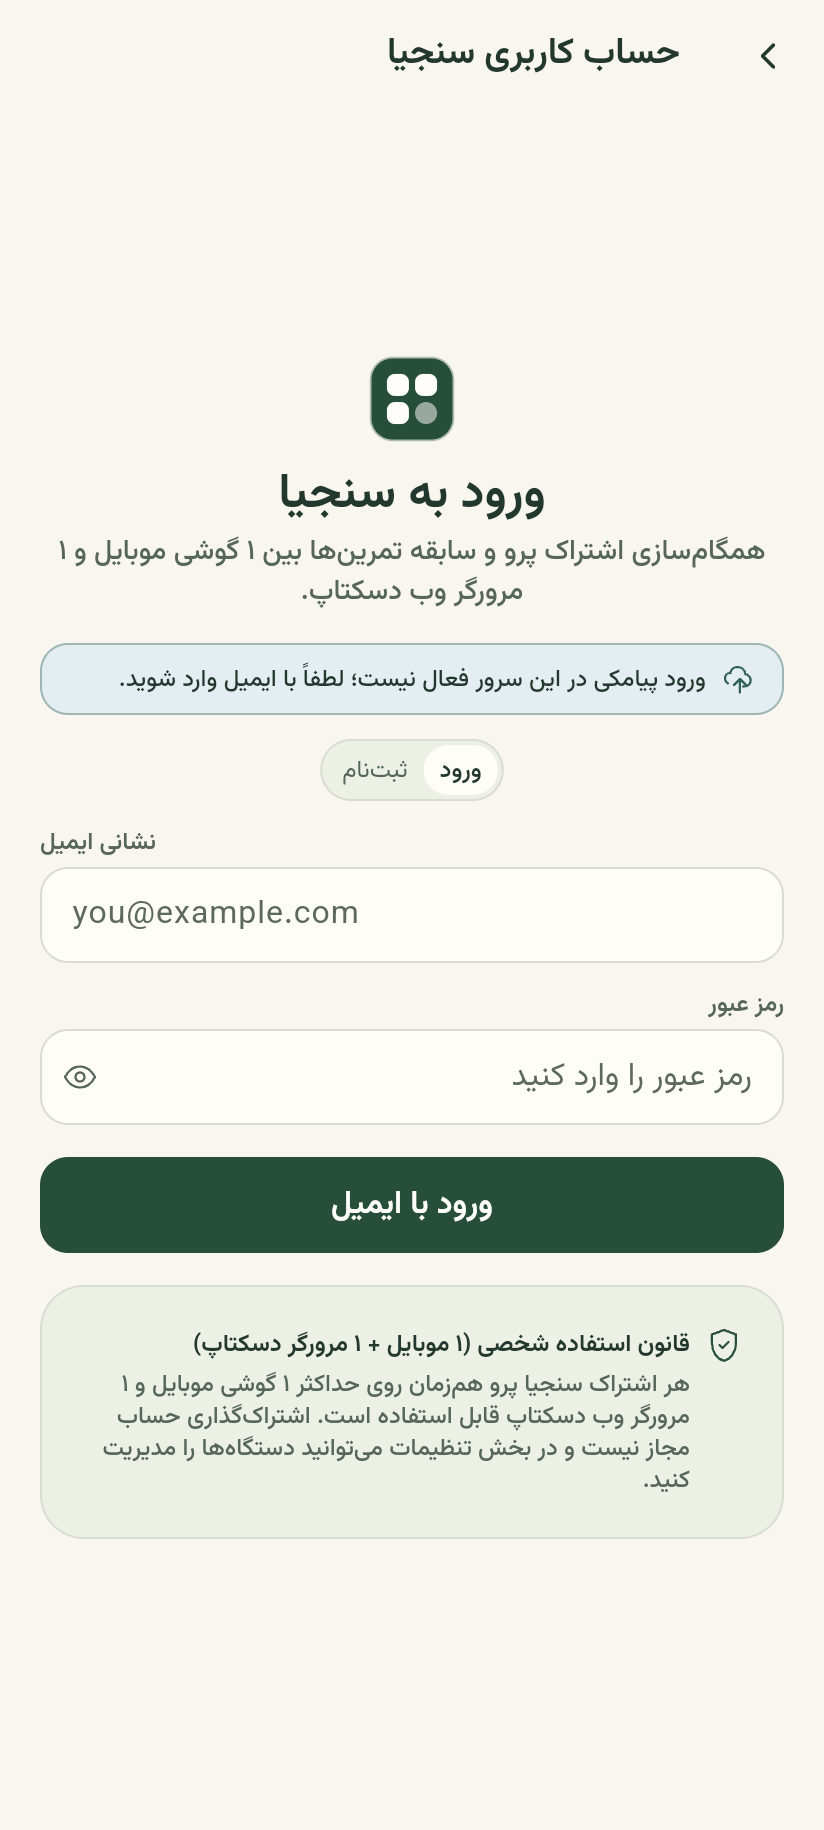 حساب کاربری سنجیا
ورود به سنجیا
همگام‌سازی اشتراک پرو و سابقه تمرین‌ها بین ۱ گوشی موبایل و ۱
مرورگر وب دسکتاپ.
ورود پیامکی در این سرور فعال نیست؛ لطفاً با ایمیل وارد شوید.
ورود
ثبت‌نام
نشانی ایمیل
you@example.com
رمز عبور
رمز عبور را وارد کنید
ورود با ایمیل
قانون استفاده شخصی (۱ موبایل + ۱ مرورگر دسکتاپ)
هر اشتراک سنجیا پرو هم‌زمان روی حداکثر ۱ گوشی موبایل و ۱
مرورگر وب دسکتاپ قابل استفاده است. اشتراک‌گذاری حساب
مجاز نیست و در بخش تنظیمات می‌توانید دستگاه‌ها را مدیریت
کنید.